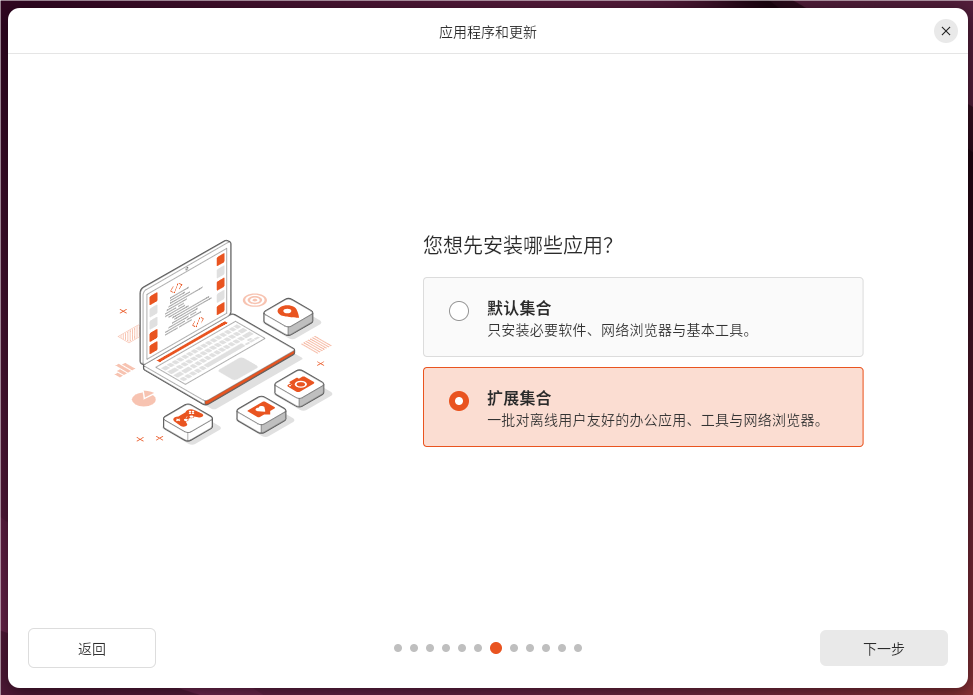 应用程序和更新
您想先安装哪些应用?
默认集合
只安装必要软件、网络浏览器与基本工具。
扩展集合
一批对离线用户友好的办公应用、工具与网络浏览器。
返回
下一步